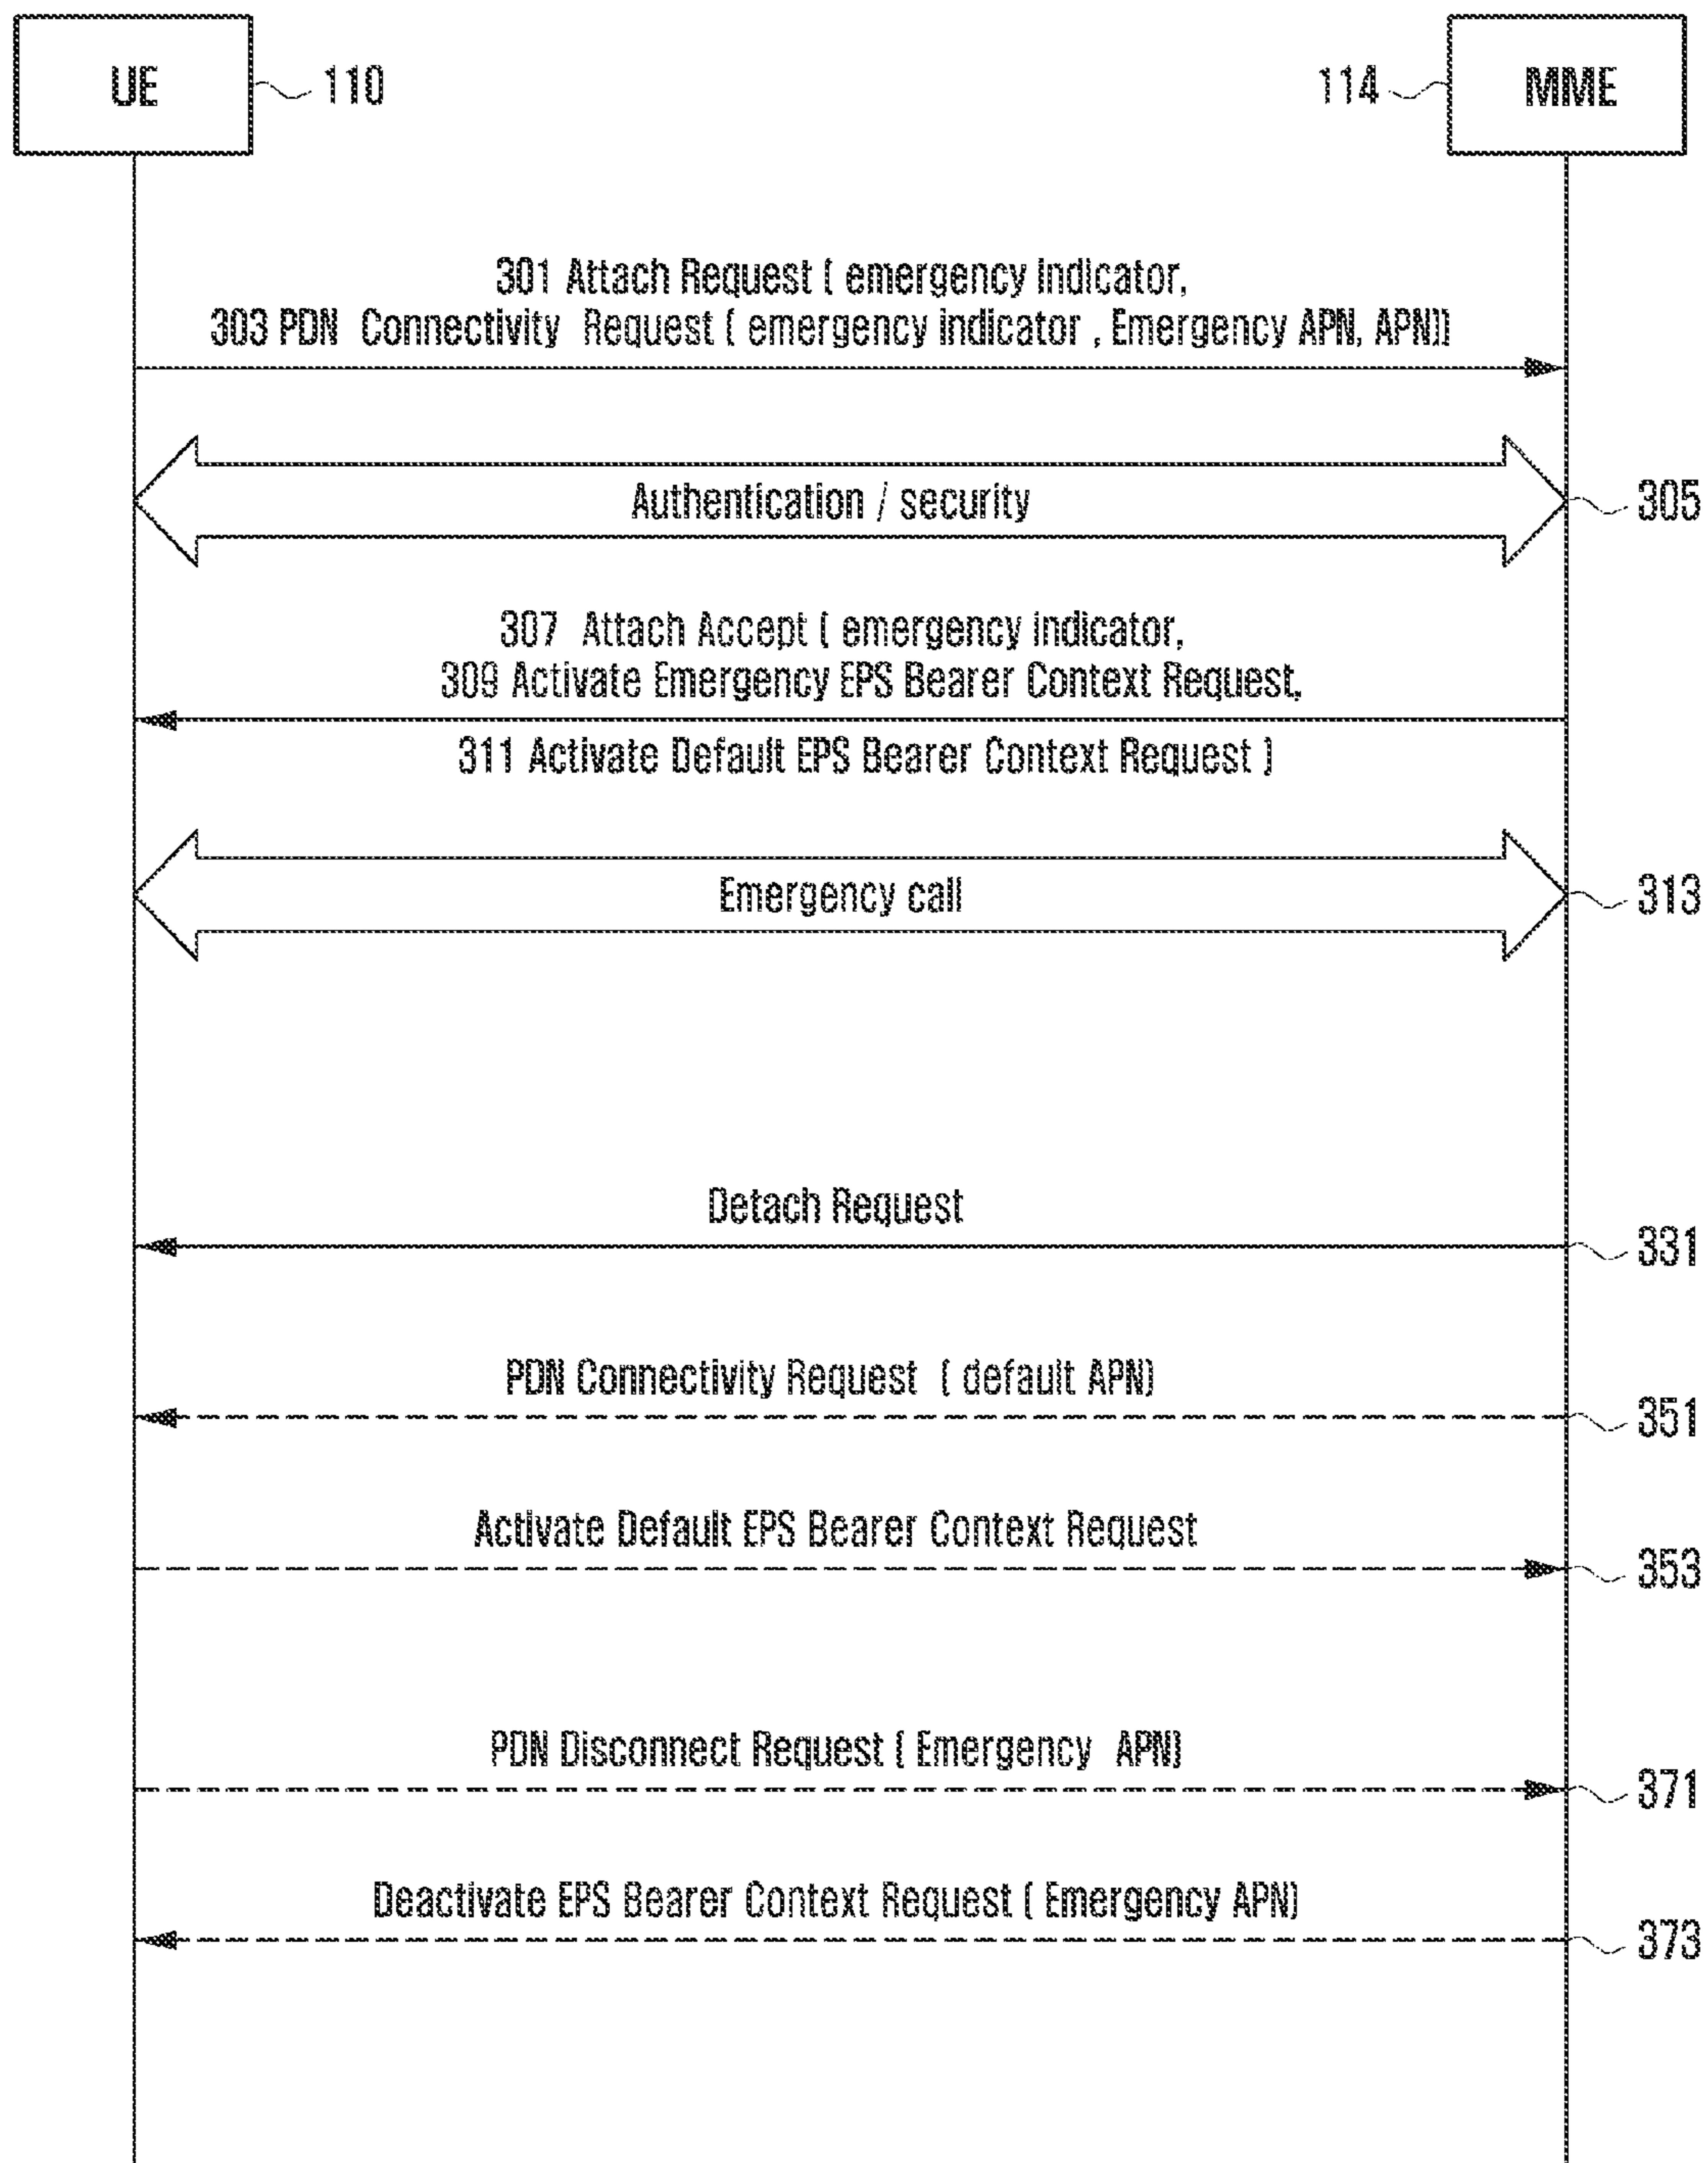 UE
110
114
MME
301 Attach Request ( emergency indicator,
303 PDN Connectivity Request ( emergency indicator , Emergency APN, APN))
Authentication / security
305
307 Attach Accept ( emergency indicator,
309 Activate Emergency EPS Bearer Context Request,
311 Activate Default EPS Bearer Context Request )
Emergency call
313
Detach Request
331
PDN Connectivity Request ( default APN)
351
Activate Default EPS Bearer Context Request
353
PDN Disconnect Request ( Emergency APN)
371
Deactivate EPS Bearer Context Request ( Emergency APN)
373